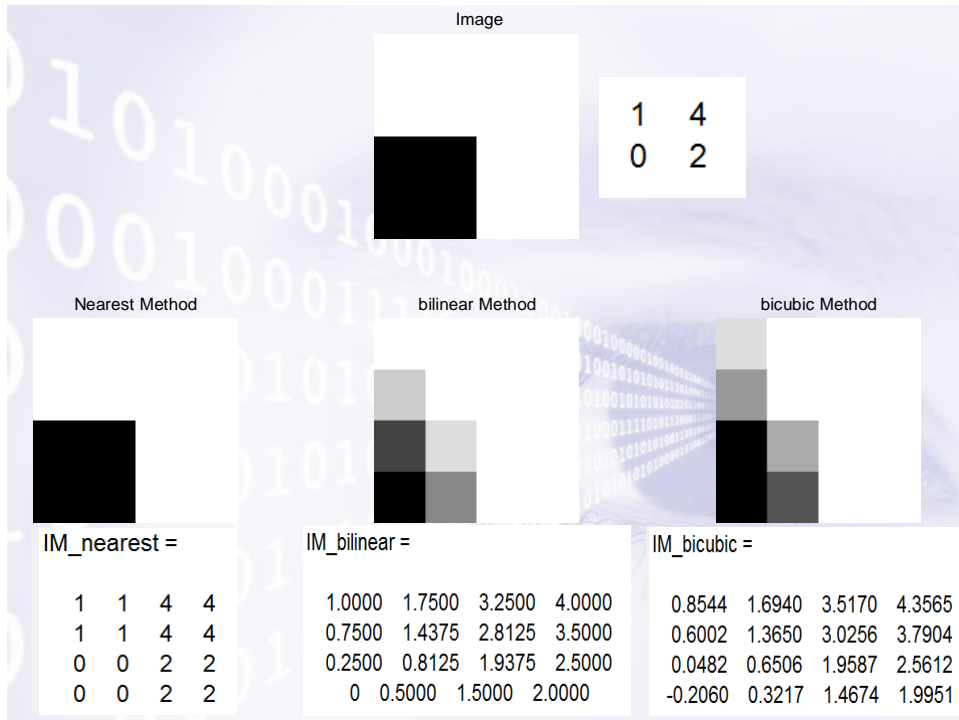 Image
1 4
0 2
Nearest Method
bilinear Method
bicubic Method
IM_nearest =
1 1 4 4
1 1 4 4
0 0 2 2
0 0 2 2
IM_bilinear =
1.0000 1.7500 3.2500 4.0000
0.7500 1.4375 2.8125 3.5000
0.2500 0.8125 1.9375 2.5000
0 0.5000 1.5000 2.0000
IM_bicubic =
0.8544 1.6940 3.5170 4.3565
0.6002 1.3650 3.0256 3.7904
0.0482 0.6506 1.9587 2.5612
-0.2060 0.3217 1.4674 1.9951